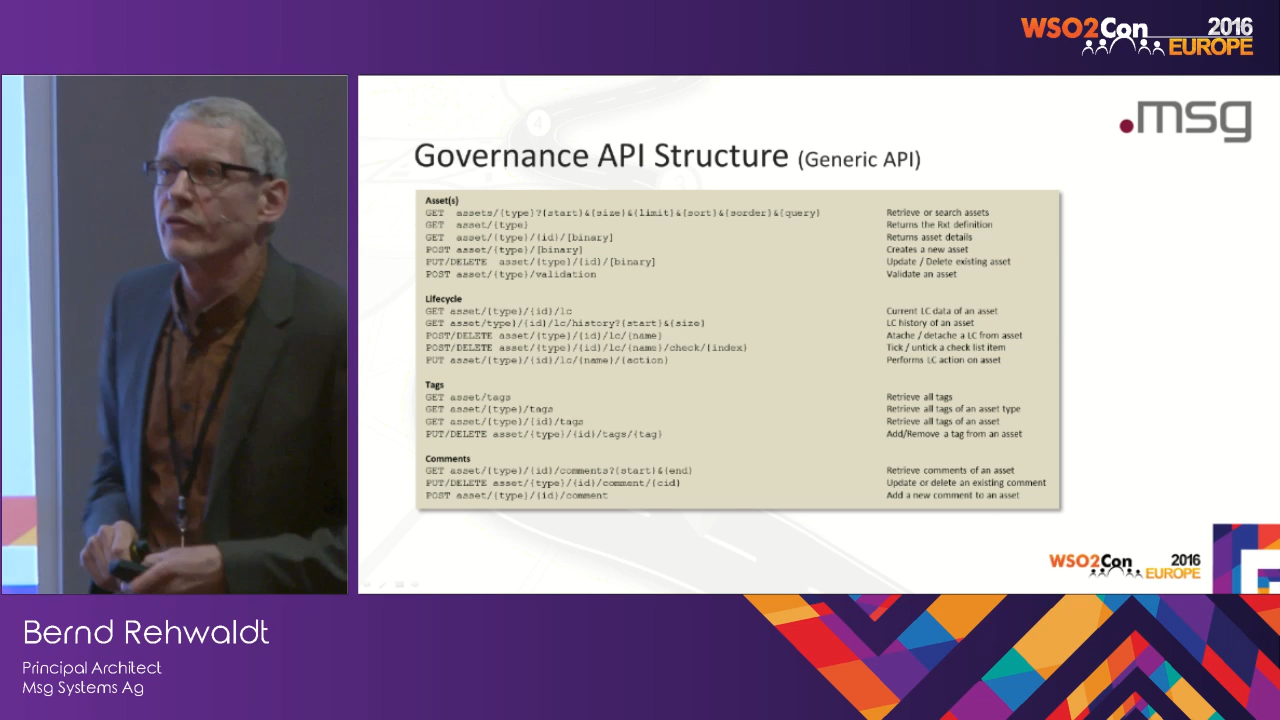 WSO2Con 2016
EUROPE
.msg
Governance API Structure (Generic API)
Asset(s)
GET assets/{type}?{start}&{size}&{limit}&{sort}&{sorder}&{query} Retrieve or search assets
GET asset/{type} Returns the Rxt definition
GET asset/{type}/{id}/[binary] Returns asset details
POST asset/{type}/[binary] Creates a new asset
PUT/DELETE asset/{type}/{id}/[binary] Update / Delete existing asset
POST asset/{type}/validation Validate an asset
Lifecycle
GET asset/{type}/{id}/lc Current LC data of an asset
GET asset/type}/{id}/lc/history?{start}&{size} LC history of an asset
POST/DELETE asset/{type}/{id}/lc/{name} Atache / detache a LC from asset
POST/DELETE asset/{type}/{id}/lc/{name}/check/{index} Tick / untick a check list item
PUT asset/{type}/{id}/lc/{name}/{action} Performs LC action on asset
Tags
GET asset/tags Retrieve all tags
GET asset/{type}/tags Retrieve all tags of an asset type
GET asset/{type}/{id}/tags Retrieve all tags of an asset
PUT/DELETE asset/{type}/{id}/tags/{tag} Add/Remove a tag from an asset
Comments
GET asset/{type}/{id}/comments?{start}&{end} Retrieve comments of an asset
PUT/DELETE asset/{type}/{id}/comment/{cid} Update or delete an existing comment
POST asset/{type}/{id}/comment Add a new comment to an asset
WSO2Con 2016
EUROPE
Bernd Rehwaldt
Principal Architect
Msg Systems Ag